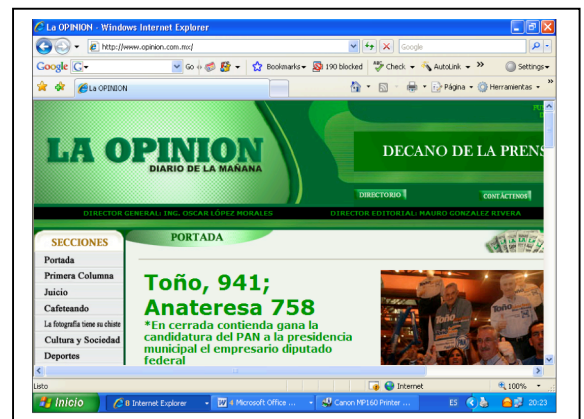 La OPINION - Windows Internet Explorer
http://www.opinion.com.mx/
Google
Google G
Go
Bookmarks
190 blocked
Check
AutoLink
»
Settings
La OPINION
Página
Herramientas
»
LA OPINION
DIARIO DE LA MAÑANA
DECANO DE LA PRENS
DIRECTORIO
CONTÁCTENOS
DIRECTOR GENERAL: ING. OSCAR LÓPEZ MORALES
DIRECTOR EDITORIAL: MAURO GONZALEZ RIVERA
SECCIONES
PORTADA
Portada
Primera Columna
Juicio
Cafeteando
La fotografía tiene su chiste
Cultura y Sociedad
Deportes
Toño, 941;
Anateresa 758
*En cerrada contienda gana la
candidatura del PAN a la presidencia
municipal el empresario diputado
federal
Listo
Internet
100%
Inicio
8 Internet Explorer
4 Microsoft Office ...
Canon MP160 Printer ...
ES
20:23